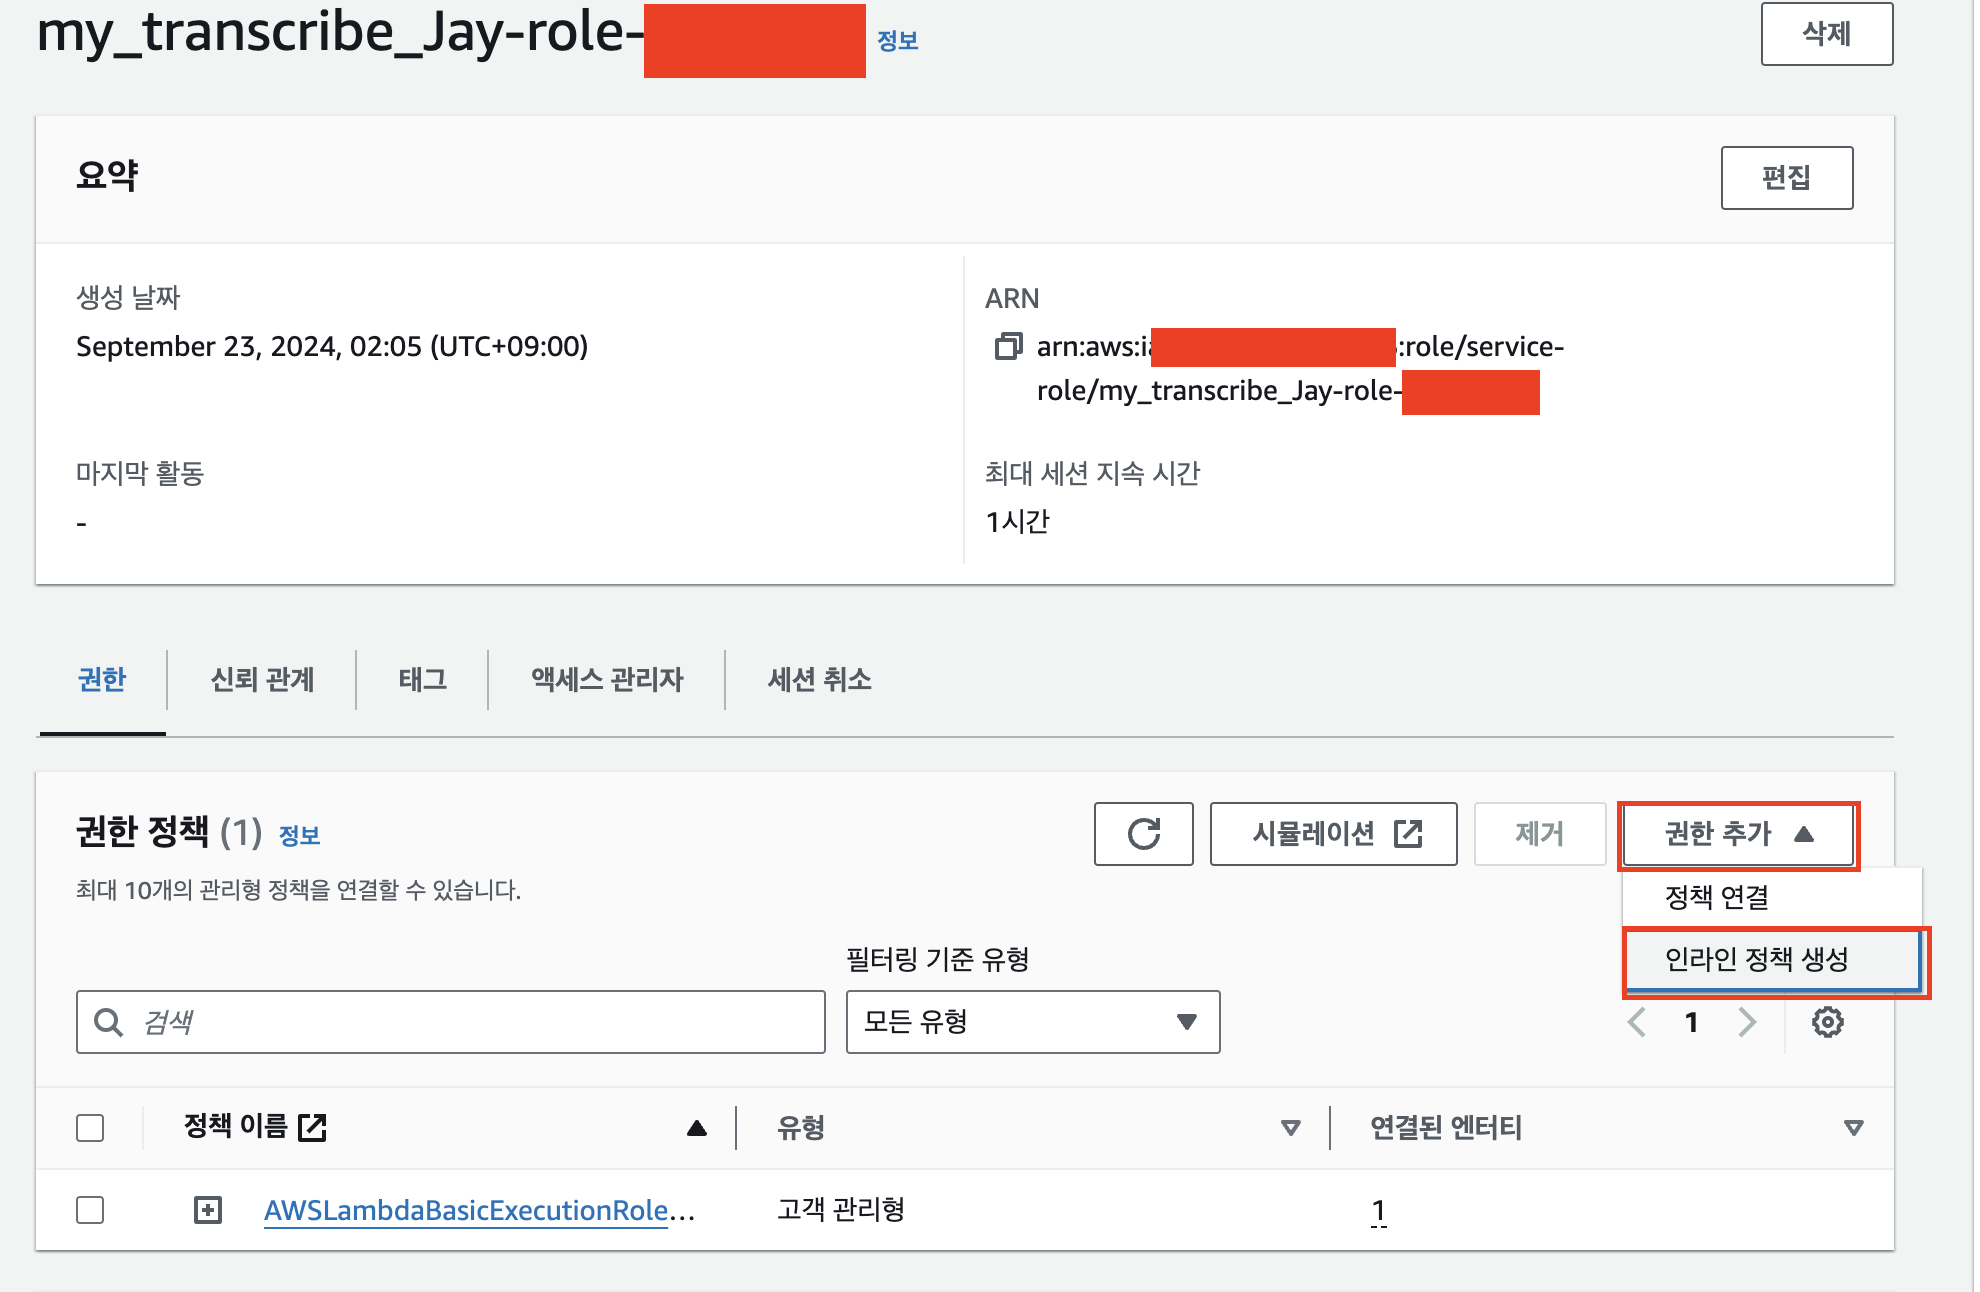 my_transcribe_Jay-role- 정보
삭제
요약
편집
생성 날짜
September 23, 2024, 02:05 (UTC+09:00)
ARN
arn:aws:i :role/service-
role/my_transcribe_Jay-role-
마지막 활동
-
최대 세션 지속 시간
1시간
권한 신뢰 관계 태그 액세스 관리자 세션 취소
권한 정책 (1) 정보
시뮬레이션 제거 권한 추가
최대 10개의 관리형 정책을 연결할 수 있습니다.
정책 연결
인라인 정책 생성
필터링 기준 유형
검색 모든 유형 1
정책 이름 유형 연결된 엔터티
AWSLambdaBasicExecutionRole... 고객 관리형 1